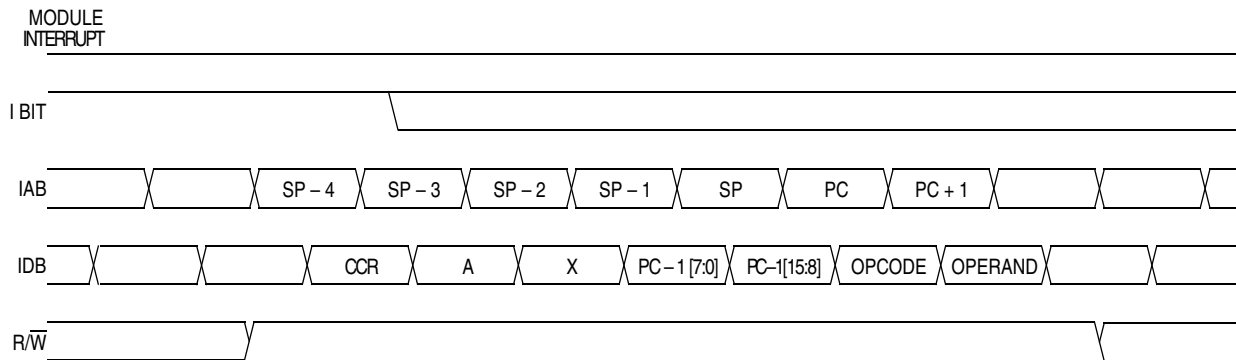 MODULE
INTERRUPT
I BIT
IAB SP – 4 SP – 3 SP – 2 SP – 1 SP PC PC + 1
IDB CCR A X PC – 1 [7:0] PC–1[15:8] OPCODE OPERAND
R/W̅